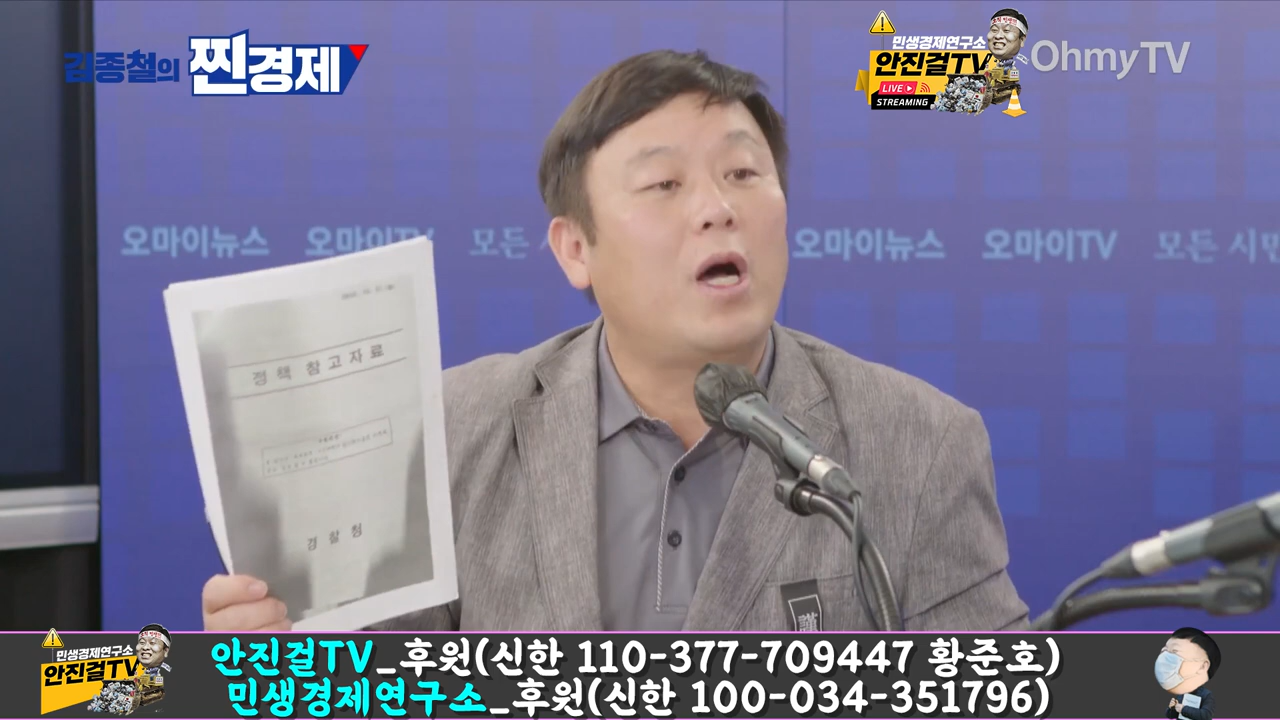 김종철의 찐경제
민생경제연구소
안진걸TV
LIVE
STREAMING
OhmyTV
오마이뉴스 오마이TV 모든 시
오마이뉴스 오마이TV 모든 시민
정책 참고자료
경찰청
謹
민생경제연구소
안진걸TV
안진걸TV_후원(신한 110-377-709447 황준호)
민생경제연구소_후원(신한 100-034-351796)